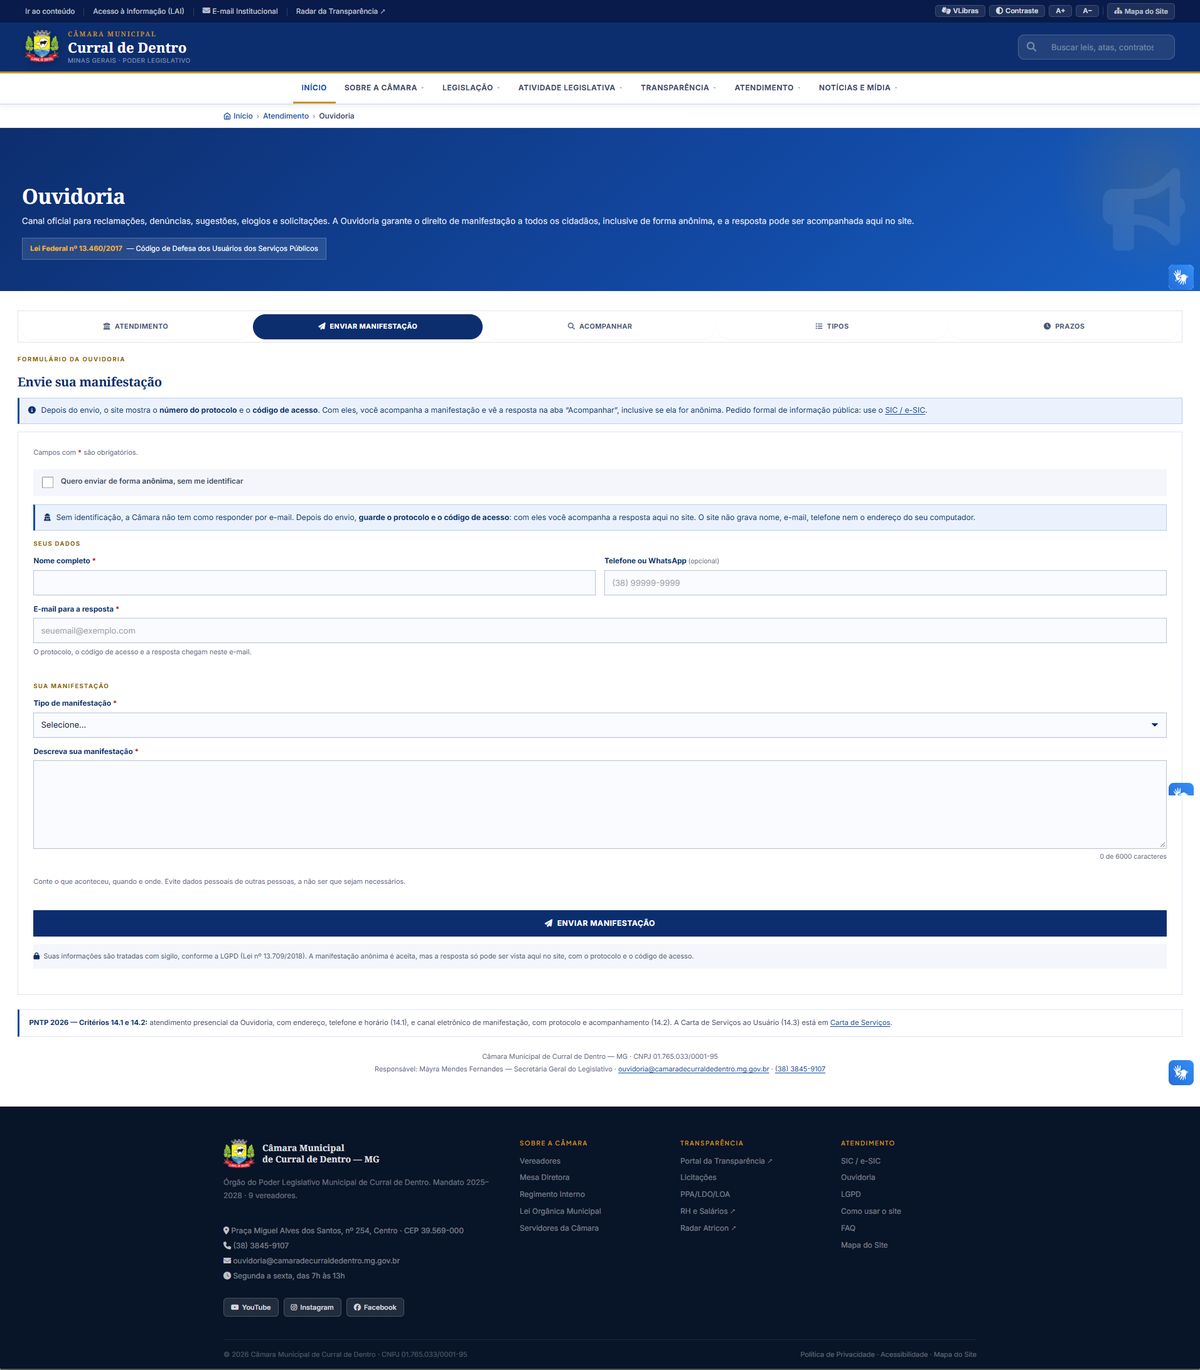 Ir ao conteúdo
Acesso à Informação (LAI)
E-mail Institucional
Radar da Transparência ↗
VLibras
Contraste
A+
A−
Mapa do Site
CÂMARA MUNICIPAL
Curral de Dentro
MINAS GERAIS · PODER LEGISLATIVO
Buscar leis, atas, contratos
INÍCIO
SOBRE A CÂMARA
LEGISLAÇÃO
ATIVIDADE LEGISLATIVA
TRANSPARÊNCIA
ATENDIMENTO
NOTÍCIAS E MÍDIA
Início › Atendimento › Ouvidoria
Ouvidoria
Canal oficial para reclamações, denúncias, sugestões, elogios e solicitações. A Ouvidoria garante o direito de manifestação a todos os cidadãos, inclusive de forma anônima, e a resposta pode ser acompanhada aqui no site.
Lei Federal nº 13.460/2017 — Código de Defesa dos Usuários dos Serviços Públicos
ATENDIMENTO
ENVIAR MANIFESTAÇÃO
ACOMPANHAR
TIPOS
PRAZOS
FORMULÁRIO DA OUVIDORIA
Envie sua manifestação
Depois do envio, o site mostra o número do protocolo e o código de acesso. Com eles, você acompanha a manifestação e vê a resposta na aba "Acompanhar", inclusive se ela for anônima. Pedido formal de informação pública: use o SIC / e-SIC.
Campos com * são obrigatórios.
Quero enviar de forma anônima, sem me identificar
Sem identificação, a Câmara não tem como responder por e-mail. Depois do envio, guarde o protocolo e o código de acesso: com eles você acompanha a resposta aqui no site. O site não grava nome, e-mail, telefone nem o endereço do seu computador.
SEUS DADOS
Nome completo *
Telefone ou WhatsApp (opcional)
(38) 99999-9999
E-mail para a resposta *
seuemail@exemplo.com
O protocolo, o código de acesso e a resposta chegam neste e-mail.
SUA MANIFESTAÇÃO
Tipo de manifestação *
Selecione...
Descreva sua manifestação *
0 de 6000 caracteres
Conte o que aconteceu, quando e onde. Evite dados pessoais de outras pessoas, a não ser que sejam necessários.
ENVIAR MANIFESTAÇÃO
Suas informações são tratadas com sigilo, conforme a LGPD (Lei nº 13.709/2018). A manifestação anônima é aceita, mas a resposta só pode ser vista aqui no site, com o protocolo e o código de acesso.
PNTP 2026 — Critérios 14.1 e 14.2: atendimento presencial da Ouvidoria, com endereço, telefone e horário (14.1), e canal eletrônico de manifestação, com protocolo e acompanhamento (14.2). A Carta de Serviços ao Usuário (14.3) está em Carta de Serviços.
Câmara Municipal de Curral de Dentro — MG · CNPJ 01.765.033/0001-95
Responsável: Máyra Mendes Fernandes — Secretária Geral do Legislativo · ouvidoria@camaradecurraldedentro.mg.gov.br · (38) 3845-9107
Câmara Municipal
de Curral de Dentro — MG
Órgão do Poder Legislativo Municipal de Curral de Dentro. Mandato 2025–
2028 · 9 vereadores.
Praça Miguel Alves dos Santos, nº 254, Centro · CEP 39.569-000
(38) 3845-9107
ouvidoria@camaradecurraldedentro.mg.gov.br
Segunda a sexta, das 7h às 13h
YouTube
Instagram
Facebook
SOBRE A CÂMARA
Vereadores
Mesa Diretora
Regimento Interno
Lei Orgânica Municipal
Servidores da Câmara
TRANSPARÊNCIA
Portal da Transparência ↗
Licitações
PPA/LDO/LOA
RH e Salários ↗
Radar Atricon ↗
ATENDIMENTO
SIC / e-SIC
Ouvidoria
LGPD
Como usar o site
FAQ
Mapa do Site
© 2026 Câmara Municipal de Curral de Dentro · CNPJ 01.765.033/0001-95
Política de Privacidade · Acessibilidade · Mapa do Site